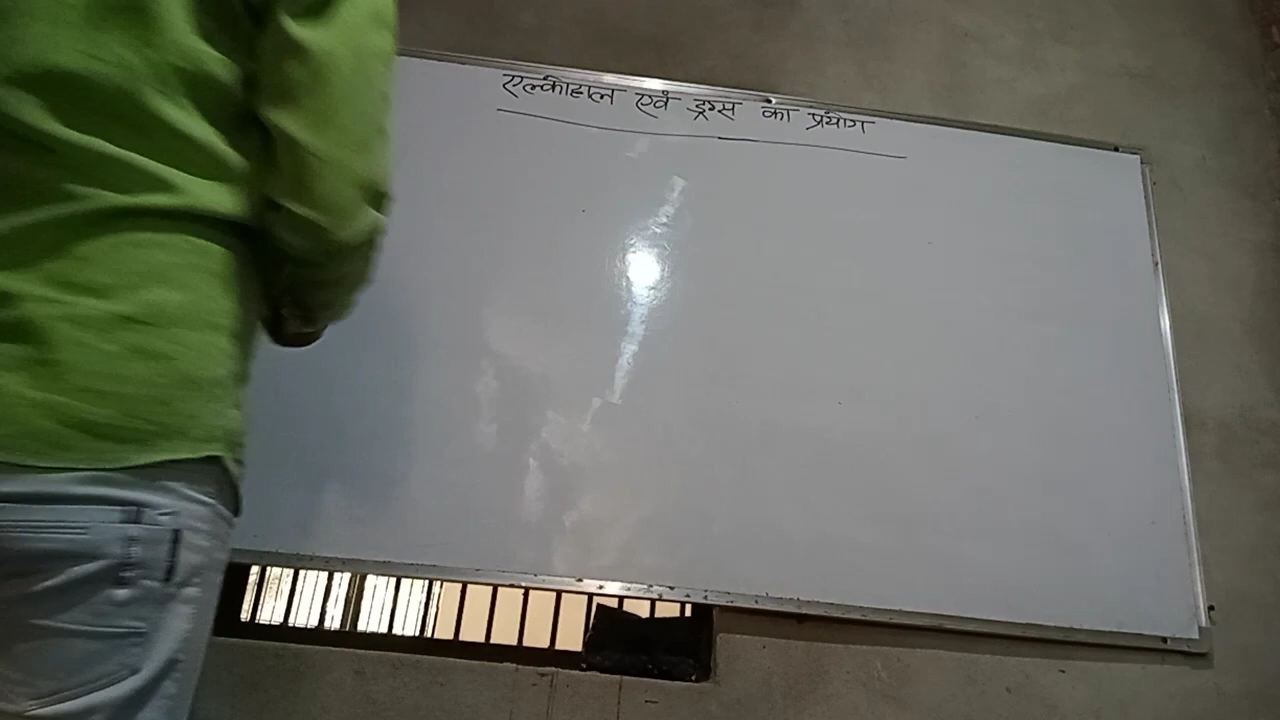 एल्कोहाल एवं ड्रग्स का प्रयोग